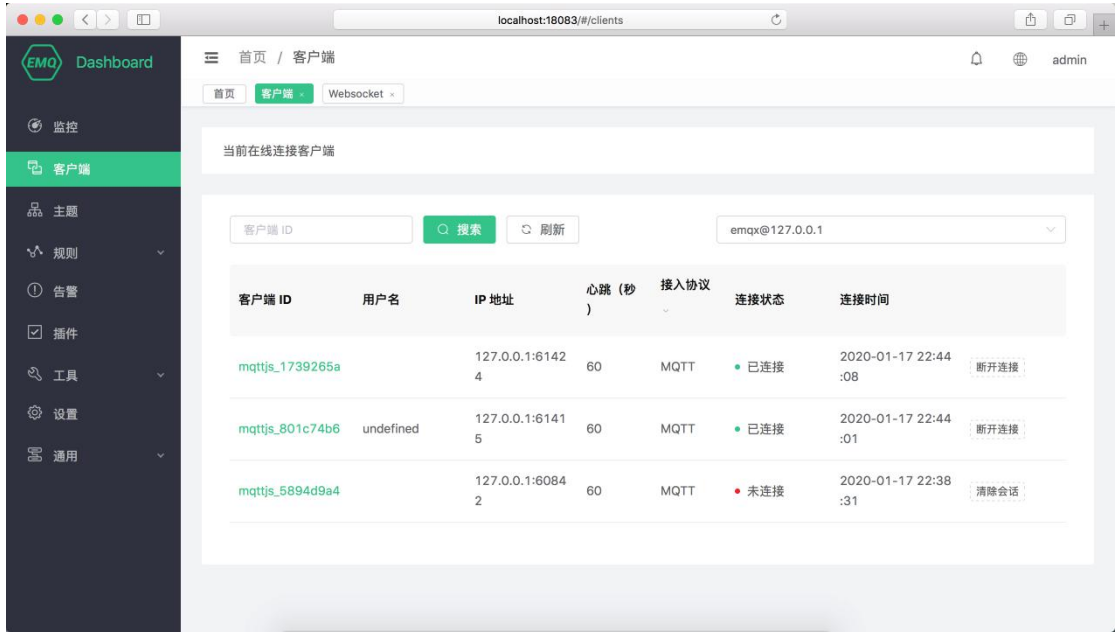 localhost:18083/#/clients
EMQ Dashboard
首页 / 客户端
admin
首页 客户端 × Websocket ×
监控
客户端
主题
规则
告警
插件
工具
设置
通用
当前在线连接客户端
客户端 ID 搜索 刷新 emqx@127.0.0.1
客户端 ID 用户名 IP 地址 心跳（秒 接入协议 连接状态 连接时间
）
mqttjs_1739265a 127.0.0.1:6142 60 MQTT 已连接 2020-01-17 22:44 断开连接
4 :08
mqttjs_801c74b6 undefined 127.0.0.1:6141 60 MQTT 已连接 2020-01-17 22:44 断开连接
5 :01
mqttjs_5894d9a4 127.0.0.1:6084 60 MQTT 未连接 2020-01-17 22:38 清除会话
2 :31